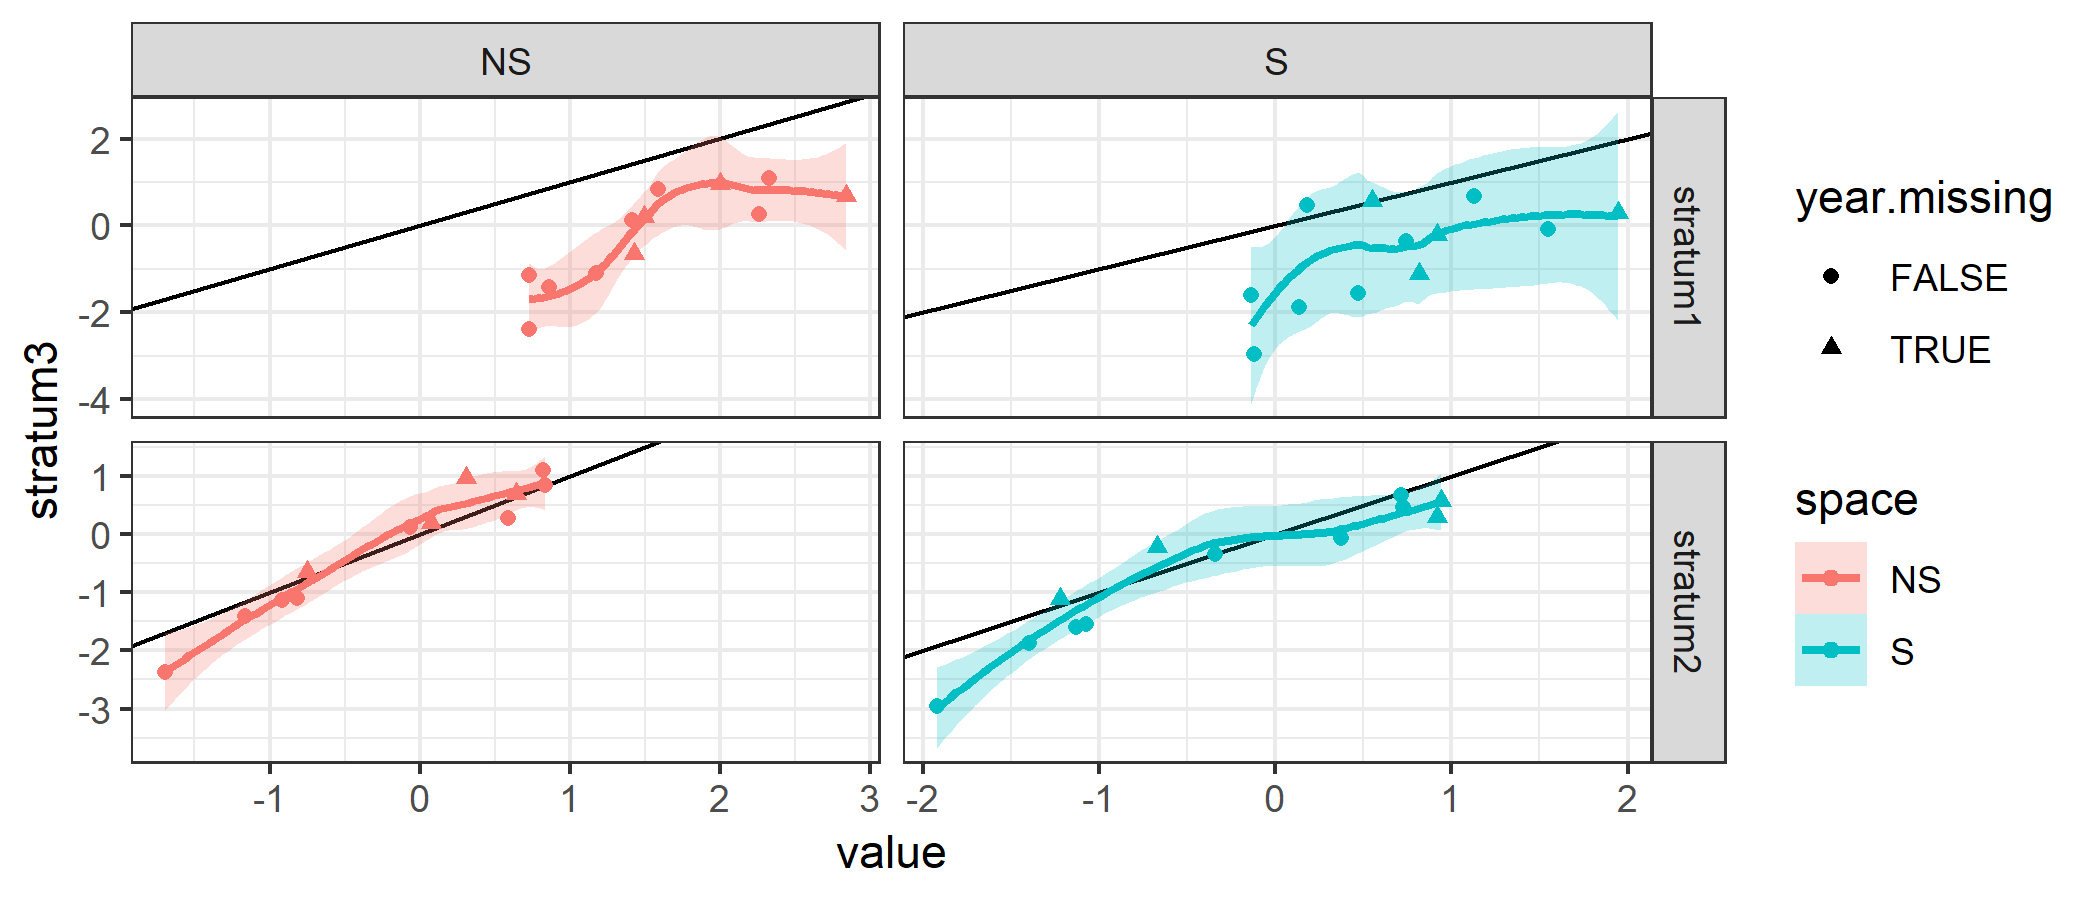 NS
S
2
0
-2
-4
stratum1
1
0
-1
-2
-3
stratum2
stratum3
-1
0
1
2
3
-2
-1
0
1
2
value
year.missing
FALSE
TRUE
space
NS
S